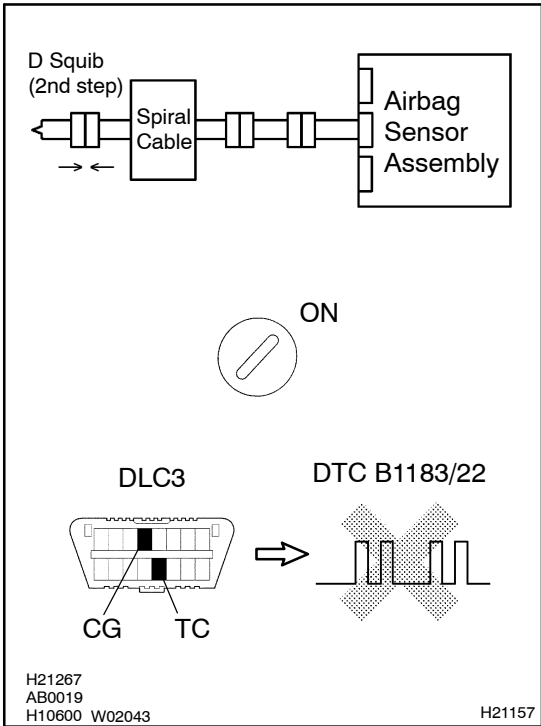 D Squib
(2nd step)
Spiral
Cable
Airbag
Sensor
Assembly
ON
DLC3
DTC B1183/22
CG
TC
H21267
AB0019
H10600 W02043
H21157